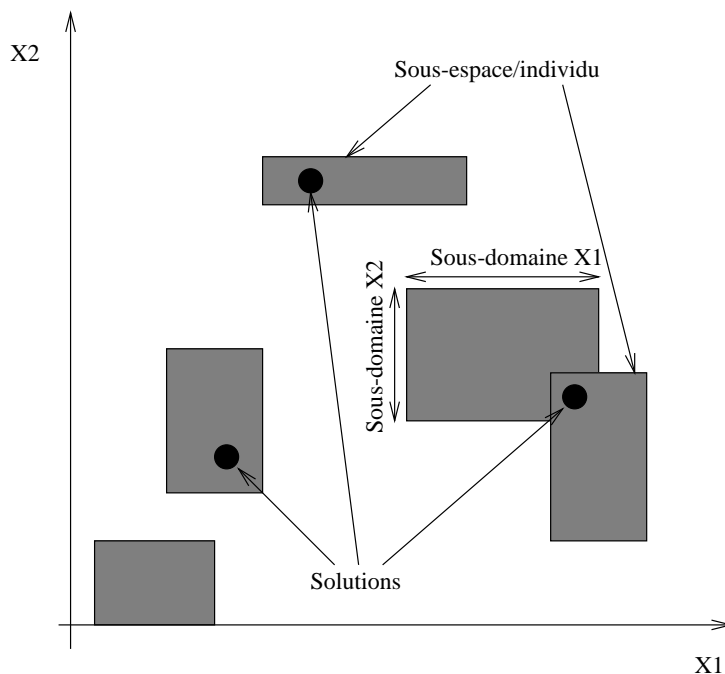 X2
Sous-espace/individu
Sous-domaine X1
Sous-domaine X2
Solutions
X1